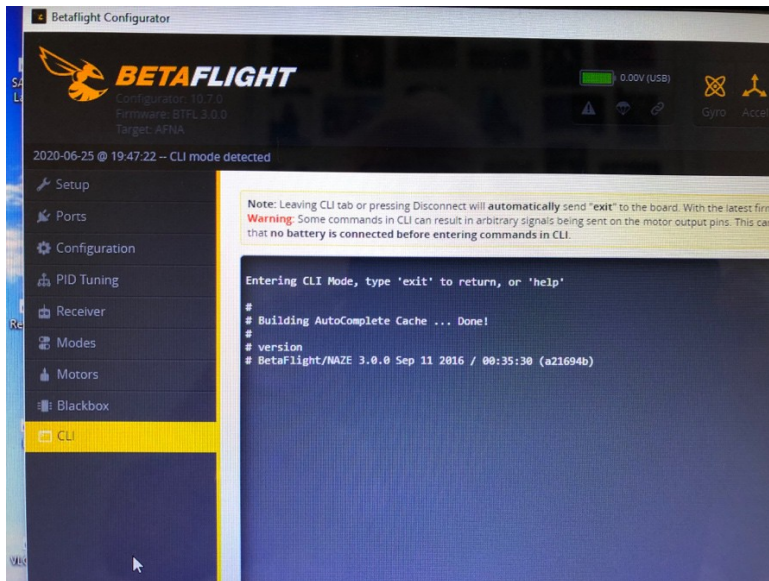 Betaflight Configurator
BETAFLIGHT
Configurator: 10.7.0
Firmware: BTFL 3.0.0
Target: AFNA
0.00V (USB)
Gyro
Accel
2020-06-25 @ 19:47:22 -- CLI mode detected
Setup
Ports
Configuration
PID Tuning
Receiver
Modes
Motors
Blackbox
CLI
Note: Leaving CLI tab or pressing Disconnect will automatically send "exit" to the board. With the latest firm
Warning: Some commands in CLI can result in arbitrary signals being sent on the motor output pins. This ca
that no battery is connected before entering commands in CLI.
Entering CLI Mode, type 'exit' to return, or 'help'
#
# Building AutoComplete Cache ... Done!
#
# version
# BetaFlight/NAZE 3.0.0 Sep 11 2016 / 00:35:30 (a21694b)